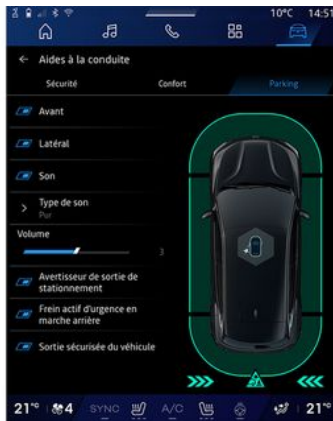 10°C 14:51
← Aides à la conduite
Sécurité Confort Parking
Avant
Latéral
Son
> Type de son
Pur
Volume
3
Avertisseur de sortie de
stationnement
Frein actif d'urgence en
marche arrière
Sortie sécurisée du véhicule
21° 4 SYNC A/C 21°